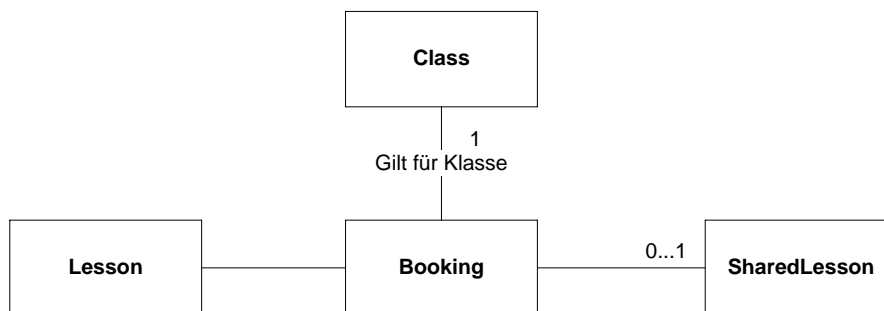 Class
1
Gilt für Klasse
Lesson
Booking
0...1
SharedLesson